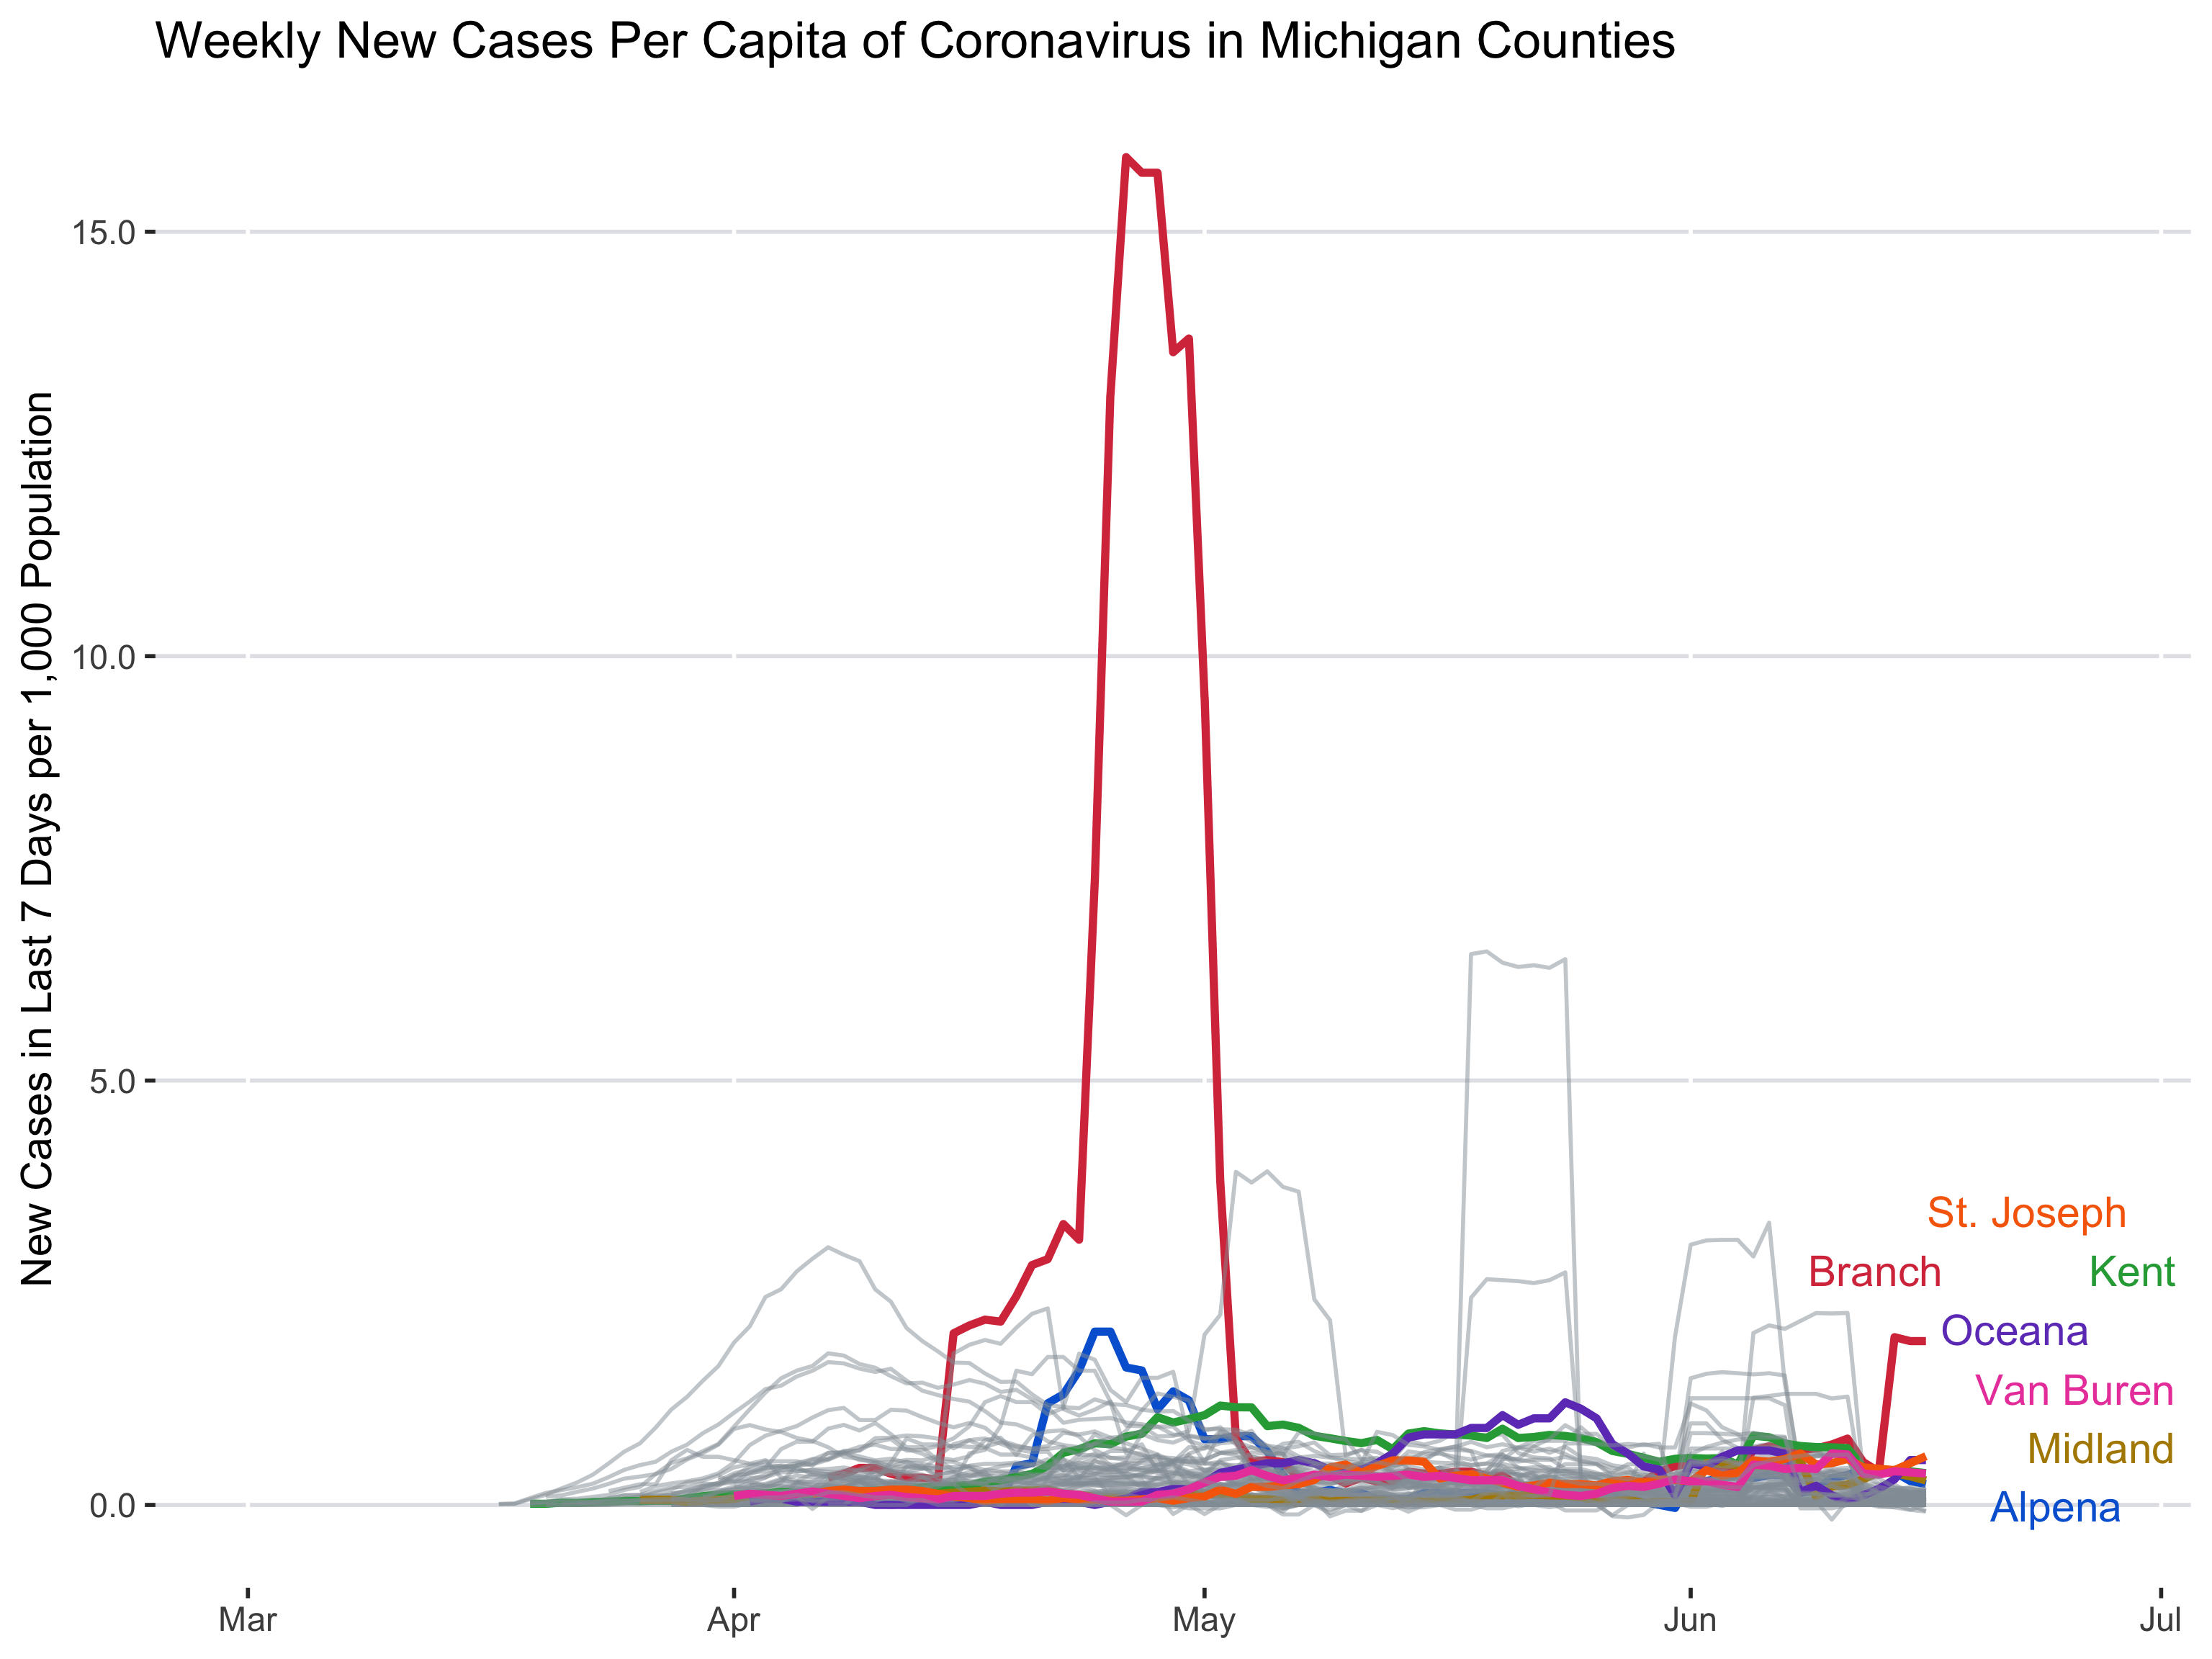 Weekly New Cases Per Capita of Coronavirus in Michigan Counties
New Cases in Last 7 Days per 1,000 Population
15.0
10.0
5.0
0.0
St. Joseph
Branch
Kent
Oceana
Van Buren
Midland
Alpena
Mar
Apr
May
Jun
Jul